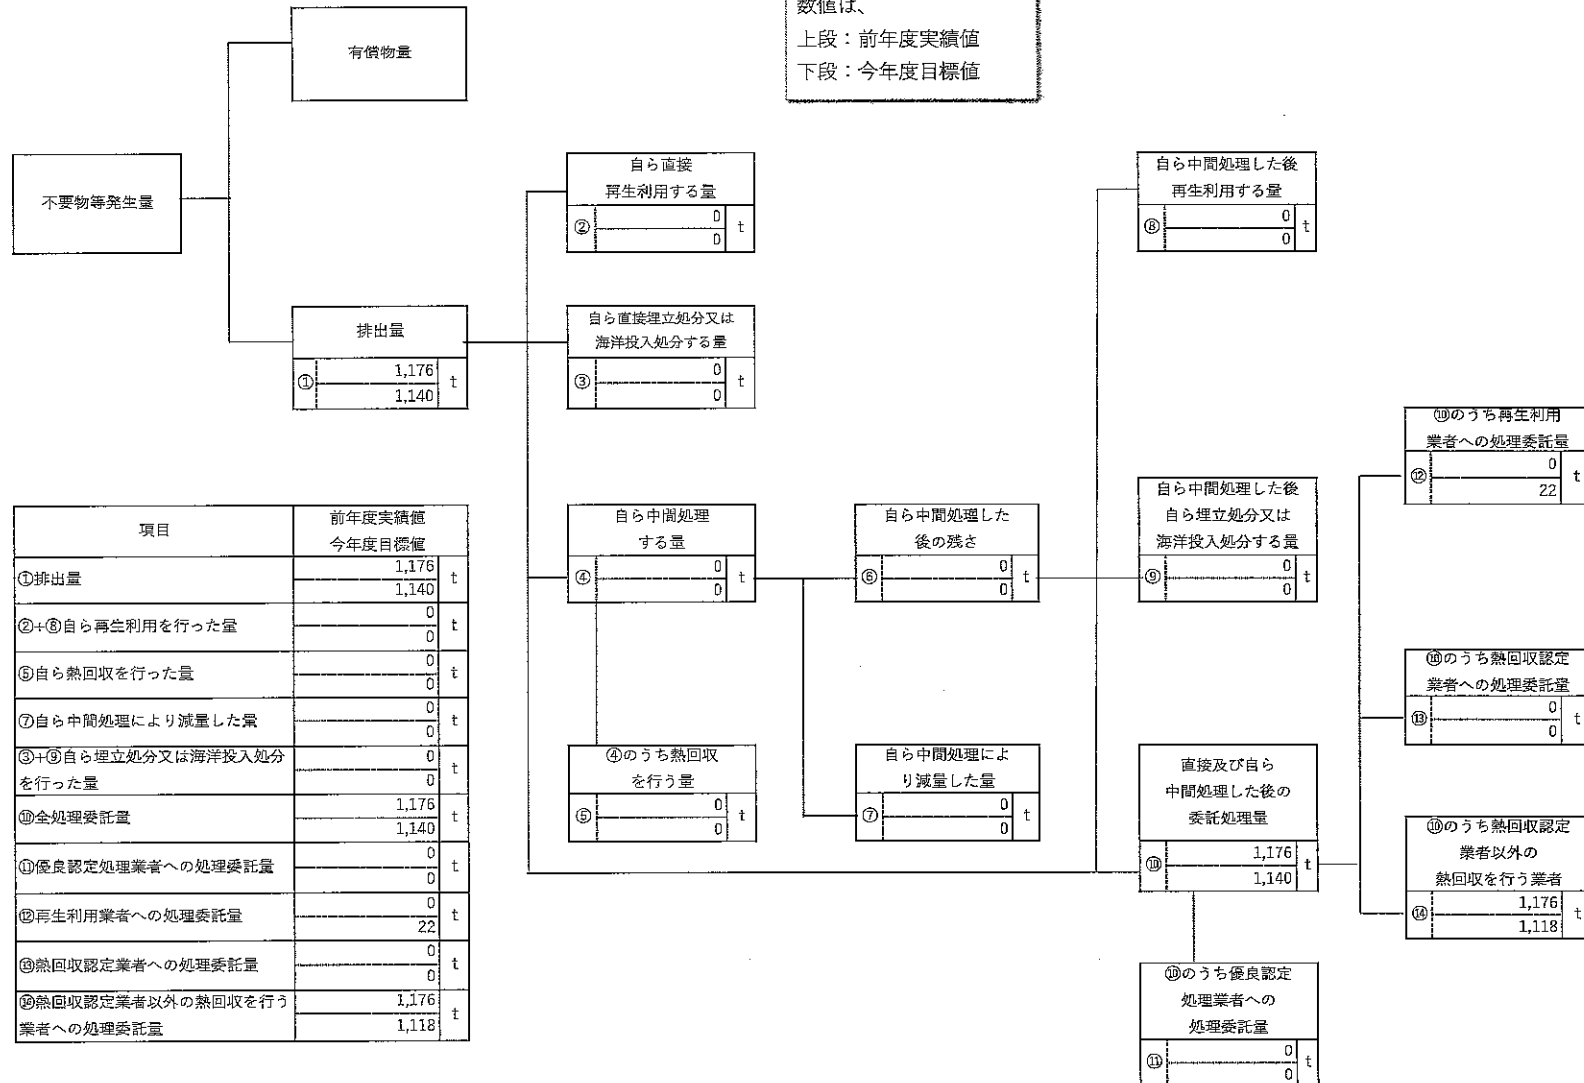 数値は、
上段：前年度実績値
下段：今年度目標値
有償物量
不要物等発生量
排出量
① 1,176 t
1,140
自ら直接
再生利用する量
② 0 t
0
自ら直接埋立処分又は
海洋投入処分する量
③ 0 t
0
自ら中間処理
する量
④ 0 t
0
④のうち熱回収
を行う量
⑤ 0 t
0
自ら中間処理した
後の残さ
⑥ 0 t
0
自ら中間処理によ
り減量した量
⑦ 0 t
0
自ら中間処理した後
再生利用する量
⑧ 0 t
0
自ら中間処理した後
自ら埋立処分又は
海洋投入処分する量
⑨ 0 t
0
直接及び自ら
中間処理した後の
委託処理量
⑩ 1,176 t
1,140
⑩のうち優良認定
処理業者への
処理委託量
⑪ 0 t
0
⑩のうち再生利用
業者への処理委託量
⑫ 0 t
22
⑩のうち熱回収認定
業者への処理委託量
⑬ 0 t
0
⑩のうち熱回収認定
業者以外の
熱回収を行う業者
⑭ 1,176 t
1,118
項目
前年度実績値
今年度目標値
①排出量 1,176 t
1,140
②+⑧自ら再生利用を行った量 0 t
0
⑤自ら熱回収を行った量 0 t
0
⑦自ら中間処理により減量した量 0 t
0
③+⑨自ら埋立処分又は海洋投入処分 0 t
を行った量 0
⑩全処理委託量 1,176 t
1,140
⑪優良認定処理業者への処理委託量 0 t
0
⑫再生利用業者への処理委託量 0 t
22
⑬熱回収認定業者への処理委託量 0 t
0
⑭熱回収認定業者以外の熱回収を行う 1,176 t
業者への処理委託量 1,118